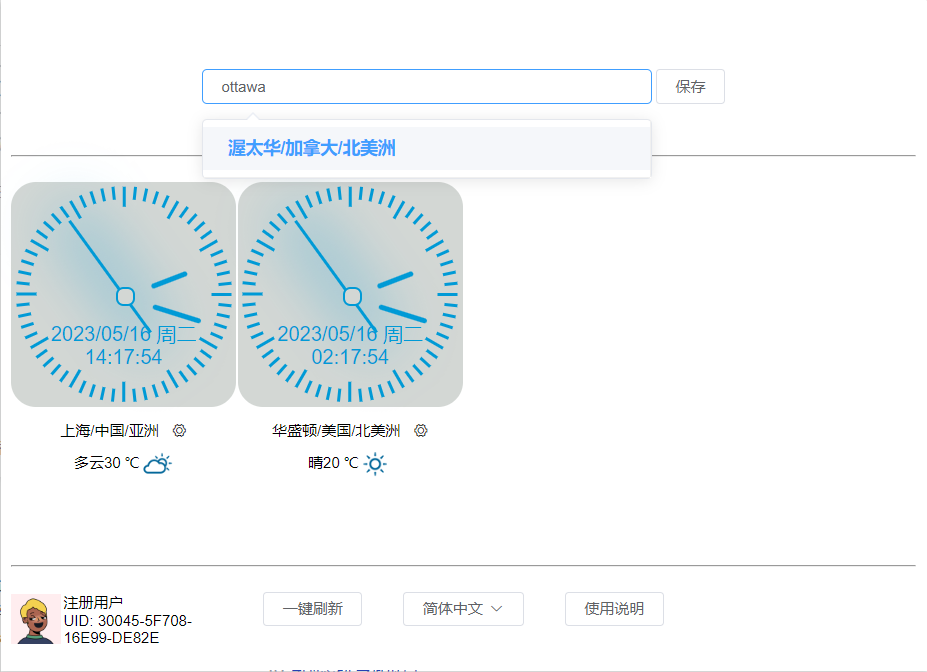 ottawa
保存
渥太华/加拿大/北美洲
2023/05/16 周二
14:17:54
2023/05/16 周二
02:17:54
上海/中国/亚洲
华盛顿/美国/北美洲
多云30 ℃
晴20 ℃
注册用户
UID: 30045-5F708-
16E99-DE82E
一键刷新
简体中文
使用说明